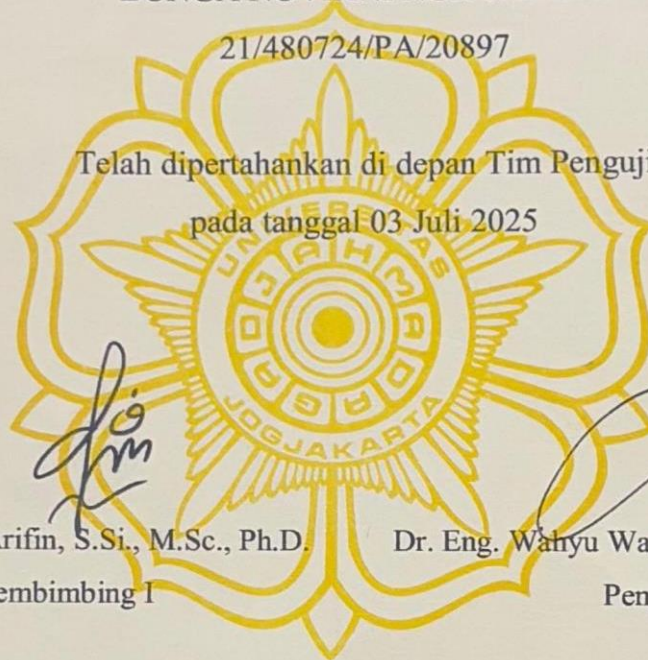 21/480724/PA/20897
Telah dipertahankan di depan Tim Penguji
pada tanggal 03 Juli 2025
UNIVERSITAS
GADJAH MADA
JOGJAKARTA
Arifin, S.Si., M.Sc., Ph.D. Dr. Eng. Wahyu Wa
embimbing I Pen